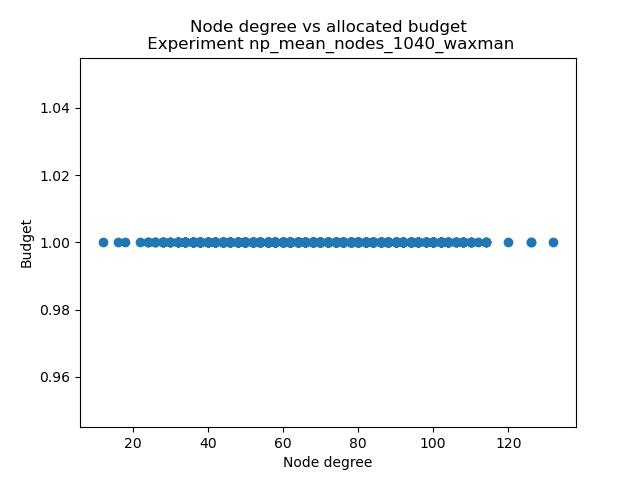 Node degree vs allocated budget
Experiment np_mean_nodes_1040_waxman
1.04
1.02
1.00
0.98
0.96
Budget
20 40 60 80 100 120
Node degree